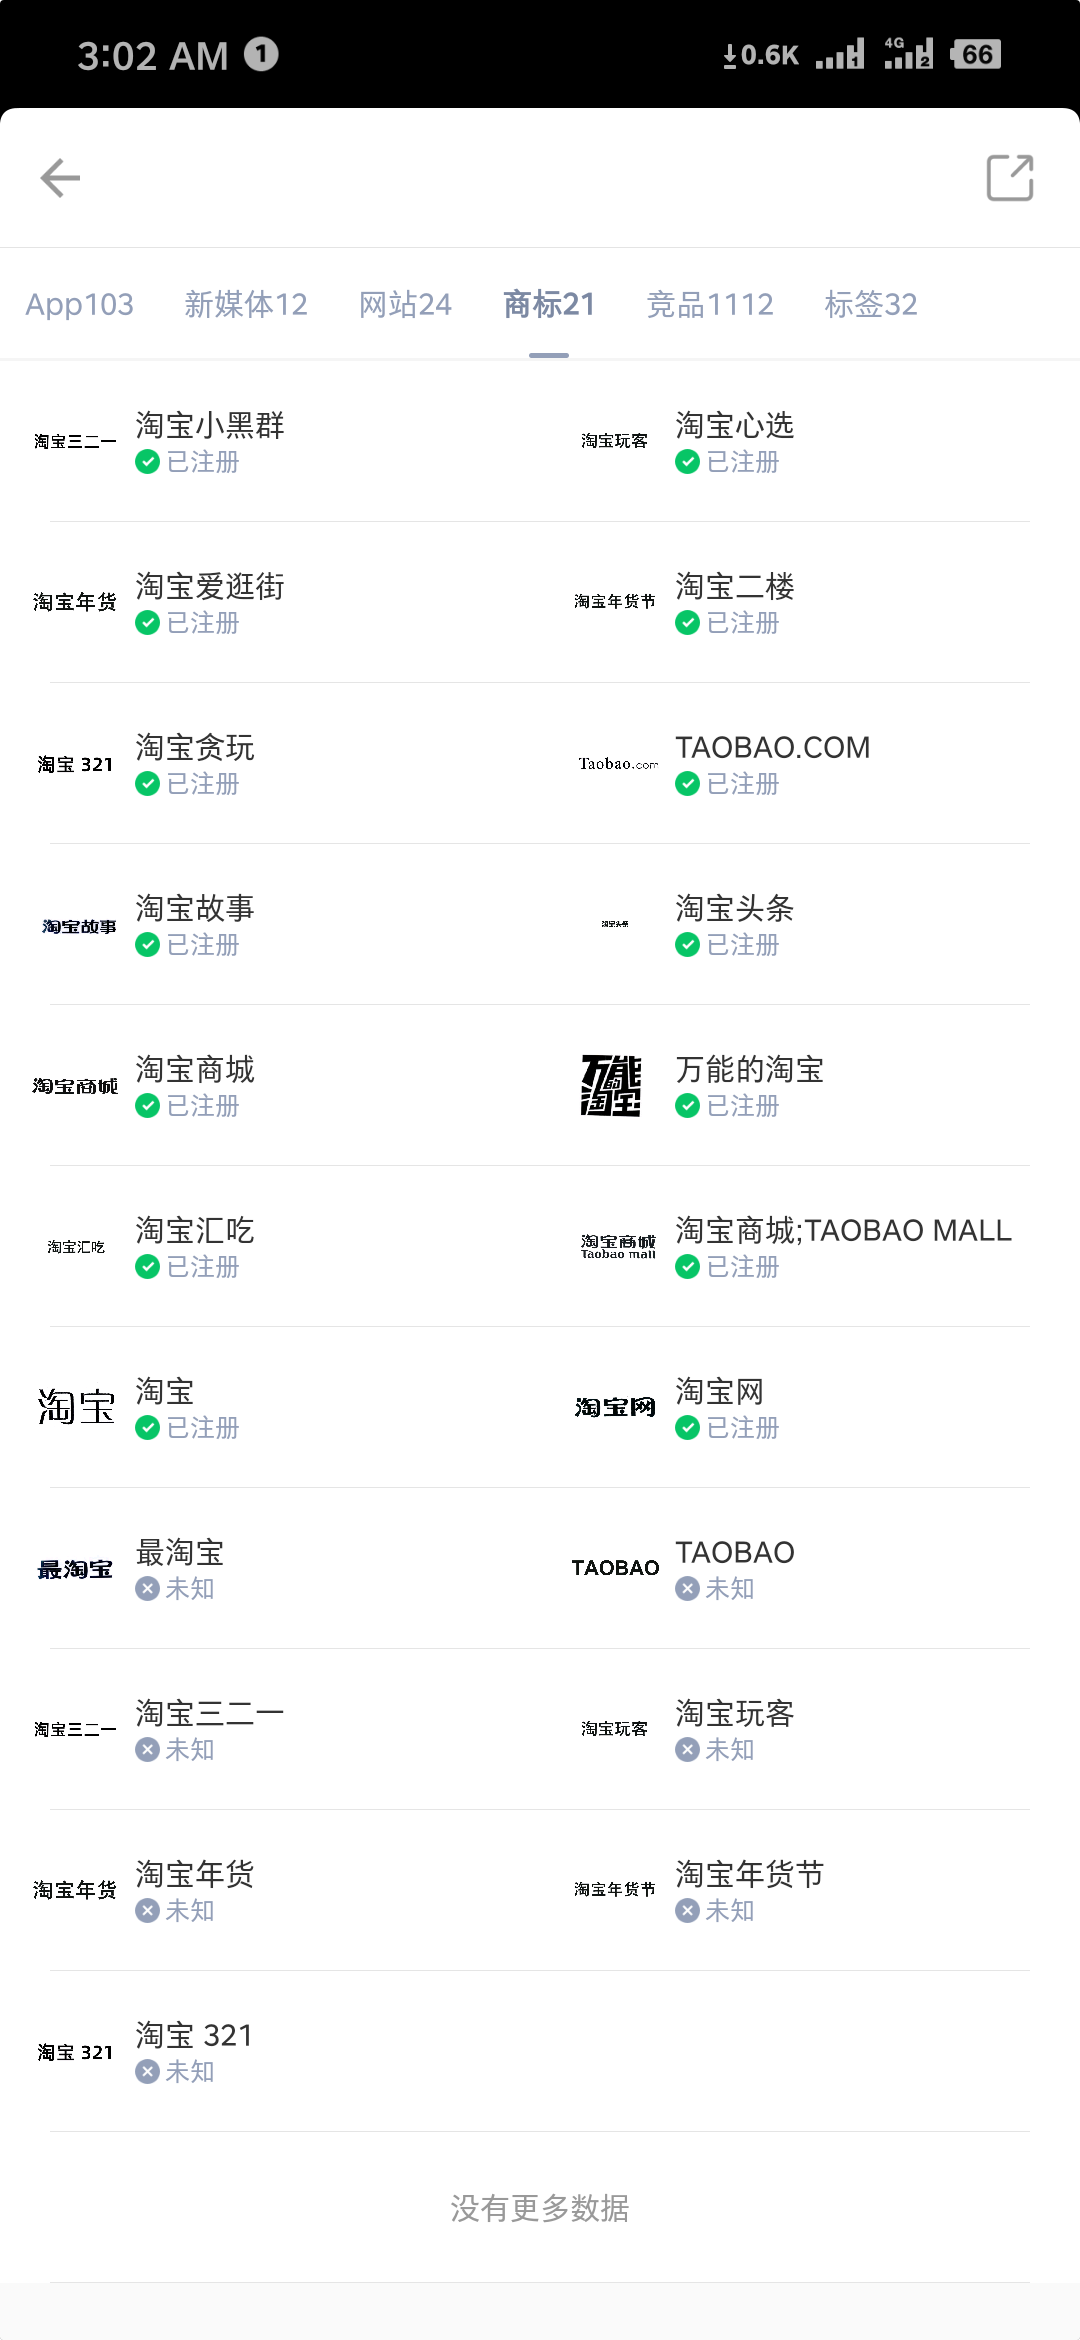 3:02 AM 1
0.6K 1 4G 2 66
App103 新媒体12 网站24 商标21 竞品1112 标签32
淘宝三二一 淘宝小黑群
已注册
淘宝玩客 淘宝心选
已注册
淘宝年货 淘宝爱逛街
已注册
淘宝年货节 淘宝二楼
已注册
淘宝 321 淘宝贪玩
已注册
Taobao.com TAOBAO.COM
已注册
淘宝故事 淘宝故事
已注册
淘宝头条 淘宝头条
已注册
淘宝商城 淘宝商城
已注册
万能的淘宝 万能的淘宝
已注册
淘宝汇吃 淘宝汇吃
已注册
淘宝商城
Taobao mall
淘宝商城;TAOBAO MALL
已注册
淘宝 淘宝
已注册
淘宝网 淘宝网
已注册
最淘宝 最淘宝
未知
TAOBAO TAOBAO
未知
淘宝三二一 淘宝三二一
未知
淘宝玩客 淘宝玩客
未知
淘宝年货 淘宝年货
未知
淘宝年货节 淘宝年货节
未知
淘宝 321 淘宝 321
未知
没有更多数据